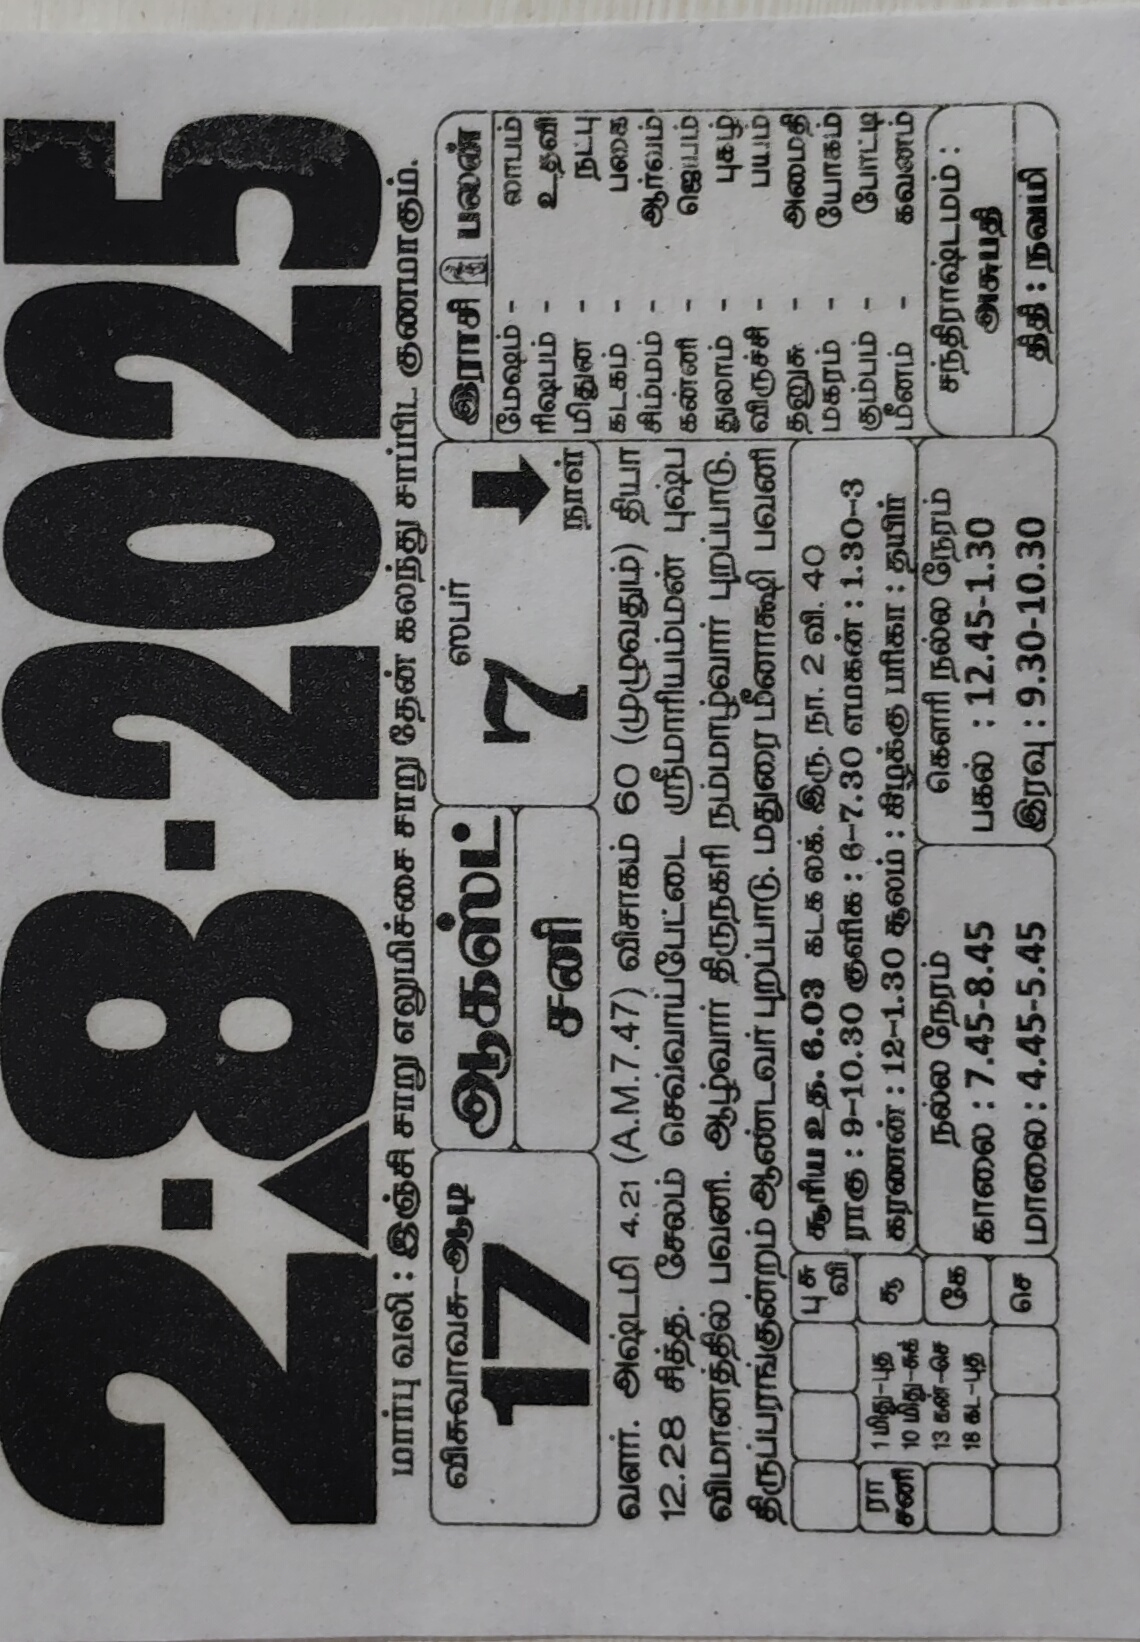 2·8·2025
மார்பு வலி : இஞ்சி சாறு எலுமிச்சை சாறு தேன் கலந்து சாப்பிட குணமாகும்.
விசுவாவசு-ஆடி
17
ஆகஸ்ட்
சனி
ஸபர்
7
நாள்
வளர். அஷ்டமி 4.21 (A.M.7.47) விசாகம் 60 (முழுவதும்) தியா
12.28 சித்த. சேலம் செவ்வாய்பேட்டை ஸ்ரீமாரியம்மன் புஷ்ப
விமானத்தில் பவனி. ஆழ்வார் திருநகரி நம்மாழ்வார் புறப்பாடு.
திருப்பரங்குன்றம் ஆண்டவர் புறப்பாடு. மதுரை மீனாக்ஷி பவனி
இராசி பலன்
மேஷம் - லாபம்
ரிஷபம் - உதவி
மிதுன - நட்பு
கடகம் - பகை
சிம்மம் - ஆர்வம்
கன்னி - ஜெயம்
துலாம் - புகழ்
விருச்சி - பயம்
தனுசு - அமைதி
மகரம் - யோகம்
கும்பம் - போட்டி
மீனம் - கவனம்
பு சு
வி
சூ
கே
செ
ரா
சனி
1 மிது-புத
10 மிது-சுக்
13 கன்-செ
18 கட-புத
சூரிய உத. 6.03 கடக லக். இரு. நா. 2 வி. 40
ராகு : 9-10.30 குளிக : 6-7.30 எமகன் : 1.30-3
கரணன் : 12-1.30 சூலம் : கிழக்கு பரிகா : தயிர்
நல்ல நேரம்
காலை : 7.45-8.45
மாலை : 4.45-5.45
கௌரி நல்ல நேரம்
பகல் : 12.45-1.30
இரவு : 9.30-10.30
சந்திராஷ்டமம் :
அசுபதி
திதி : நவமி